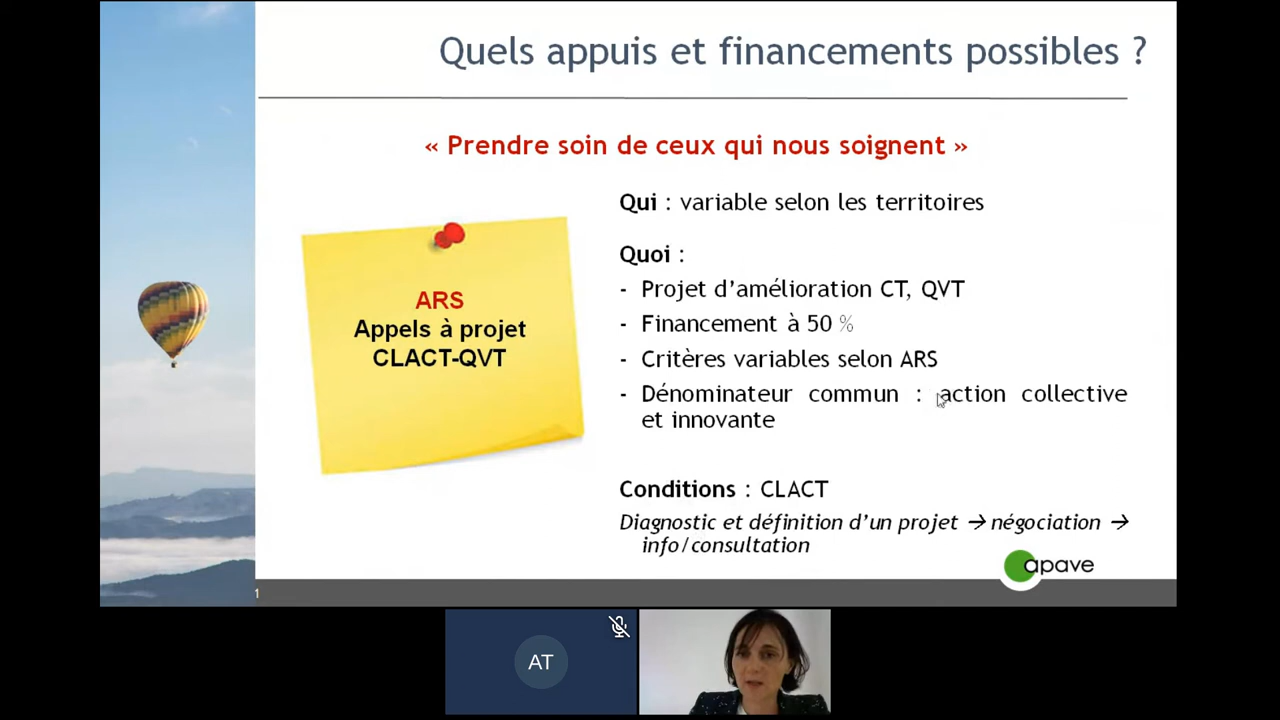 Quels appuis et financements possibles ?
« Prendre soin de ceux qui nous soignent »
ARS
Appels à projet
CLACT-QVT
Qui : variable selon les territoires
Quoi :
- Projet d’amélioration CT, QVT
- Financement à 50 %
- Critères variables selon ARS
- Dénominateur commun : action collective
et innovante
Conditions : CLACT
Diagnostic et définition d’un projet → négociation →
info/consultation
apave
1
AT